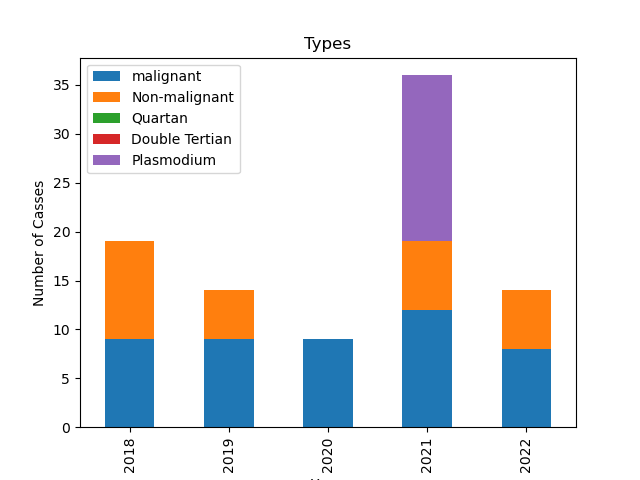 Types
malignant
Non-malignant
Quartan
Double Tertian
Plasmodium
Number of Casses
35
30
25
20
15
10
5
0
2018
2019
2020
2021
2022